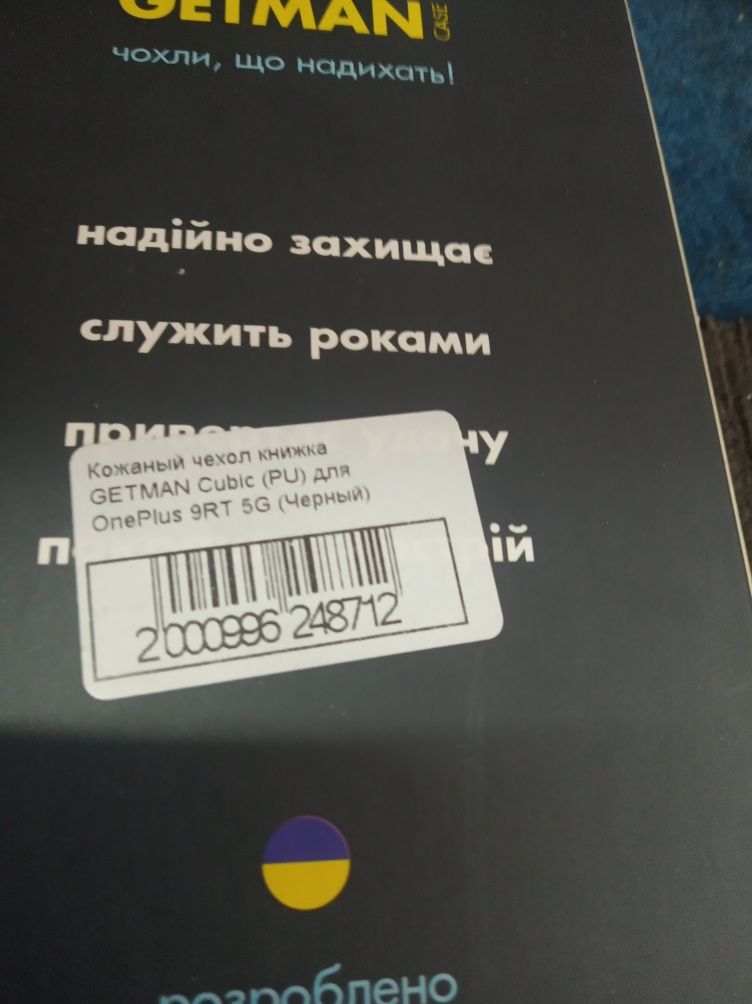 GETMAN CASE
чохли, що надихать!
надійно захищає
служить роками
удачу
Кожаный чехол книжка
GETMAN Cubic (PU) для
OnePlus 9RT 5G (Черный)
2000996 248712
розроблено